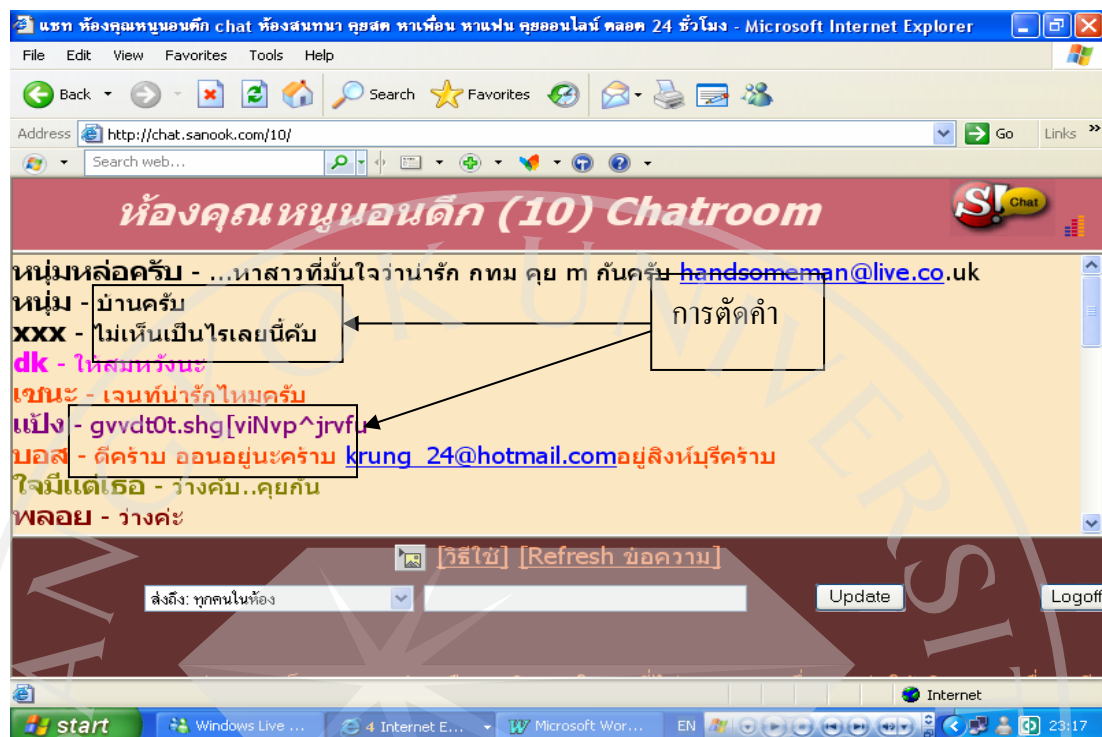 แชท ห้องคุณหนูนอนดึก chat ห้องสนทนา คุยสด หาเพื่อน หาแฟน คุยออนไลน์ ตลอด 24 ชั่วโมง - Microsoft Internet Explorer
File Edit View Favorites Tools Help
Back Search Favorites
Address http://chat.sanook.com/10/ Go Links »
Search web...
ห้องคุณหนูนอนดึก (10) Chatroom S! Chat
หนุ่มหล่อครับ - ...หาสาวที่มั่นใจว่าน่ารัก กทม คุย m กันครับ handsomeman@live.co.uk
หนุ่ม - บ้านครับ
xxx - ไม่เห็นเป็นไรเลยนี้คับ
การตัดคำ
dk - ให้สมหวังนะ
เซนะ - เจนท์น่ารักไหมครับ
แป้ง - gvvdt0t.shg[viNvp^jrvfu
บอส - ดีคร้าบ ออนอยู่นะคร้าบ krung_24@hotmail.comอยู่สิงห์บุรีคร้าบ
ใจมีแด่เธอ - ว่างคับ..คุยกัน
พลอย - ว่างค่ะ
[วิธีใช่] [Refresh ข่อความ]
ส่งถึง: ทุกคนในห้อง Update Logoff
Internet
start Windows Live ... 4 Internet E... Microsoft Wor... EN 23:17
OK UNIVERSIT